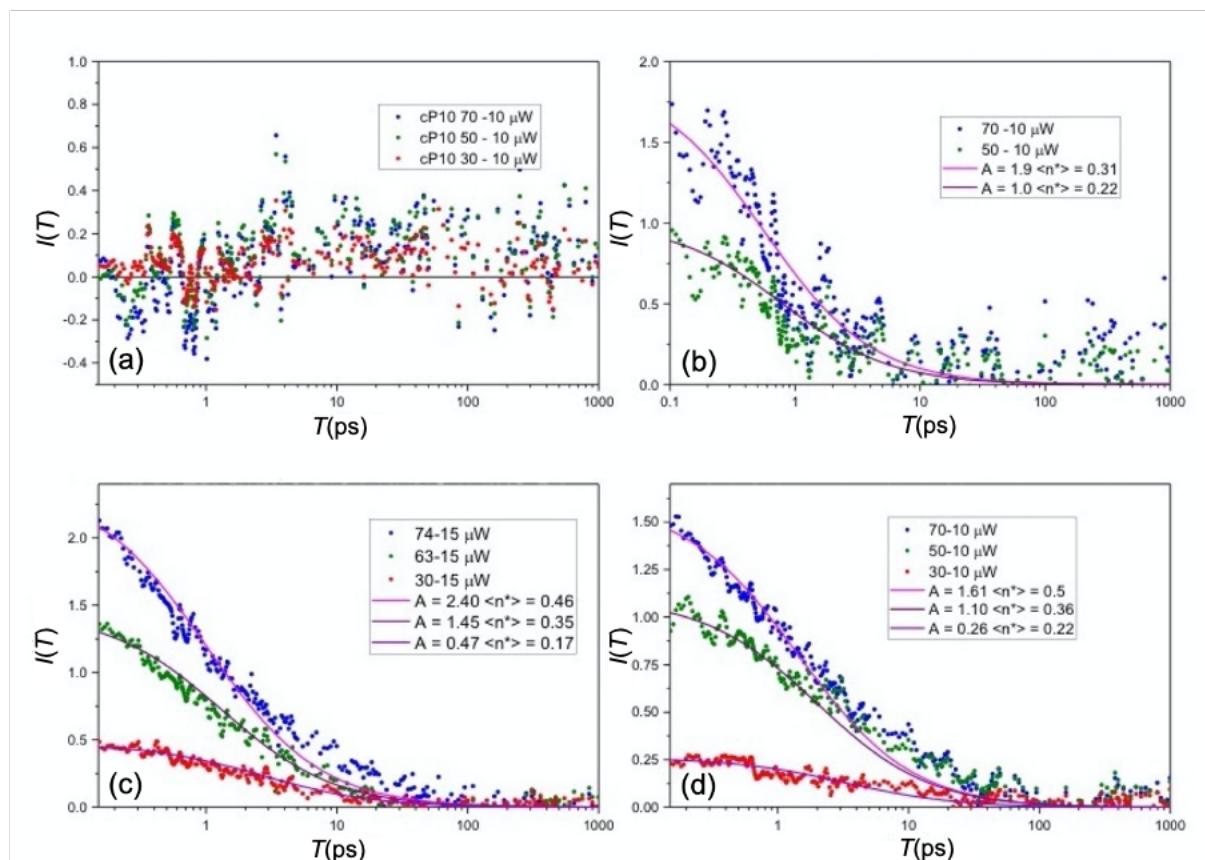 1.0
0.8
0.6
0.4
0.2
0.0
-0.2
-0.4
I(T)
cP10 70 -10 µW
cP10 50 - 10 µW
cP10 30 - 10 µW
(a)
1
10
100
1000
T(ps)
2.0
1.5
1.0
0.5
0.0
I(T)
70 -10 µW
50 - 10 µW
A = 1.9 <n*> = 0.31
A = 1.0 <n*> = 0.22
(b)
0.1
1
10
100
1000
T(ps)
2.0
1.5
1.0
0.5
0.0
I(T)
74-15 µW
63-15 µW
30-15 µW
A = 2.40 <n*> = 0.46
A = 1.45 <n*> = 0.35
A = 0.47 <n*> = 0.17
(c)
1
10
100
1000
T(ps)
1.50
1.25
1.00
0.75
0.50
0.25
0.00
I(T)
70-10 µW
50-10 µW
30-10 µW
A = 1.61 <n*> = 0.5
A = 1.10 <n*> = 0.36
A = 0.26 <n*> = 0.22
(d)
1
10
100
1000
T(ps)